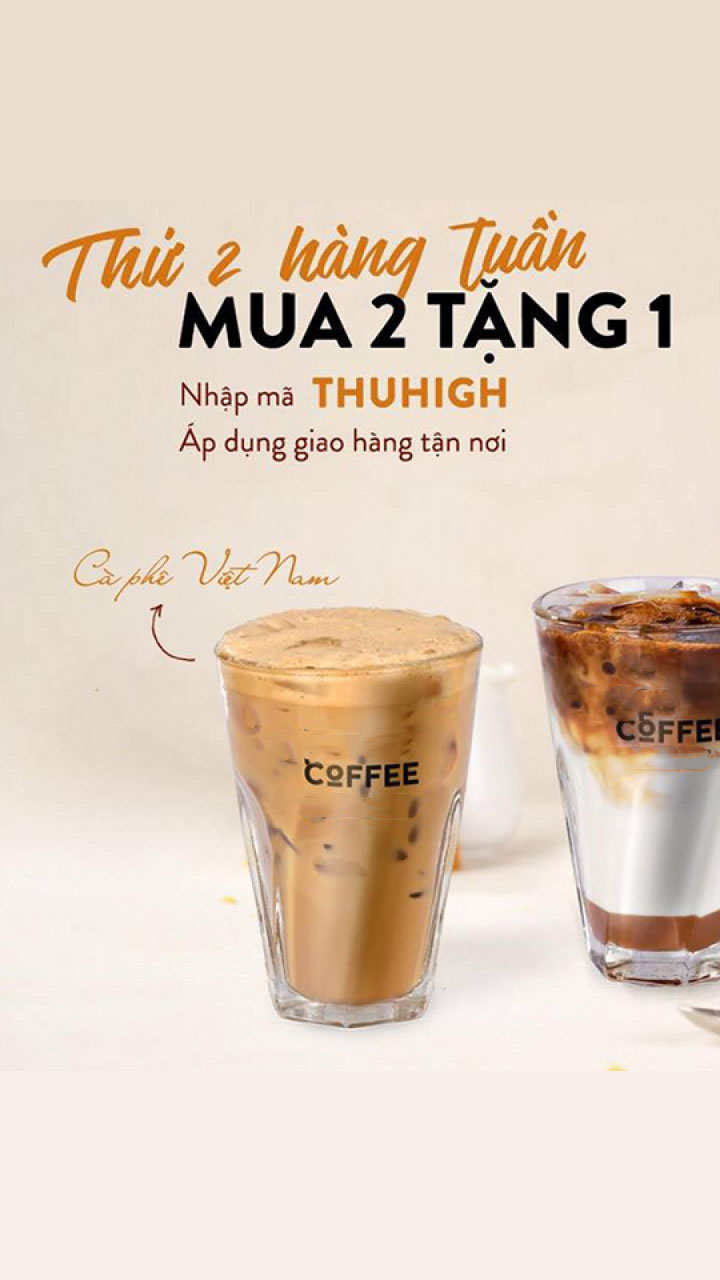 Thứ 2 hàng tuần
MUA 2 TẶNG 1
Nhập mã THUHIGH
Áp dụng giao hàng tận nơi
Cà phê Việt Nam
COFFEE
COFFEE